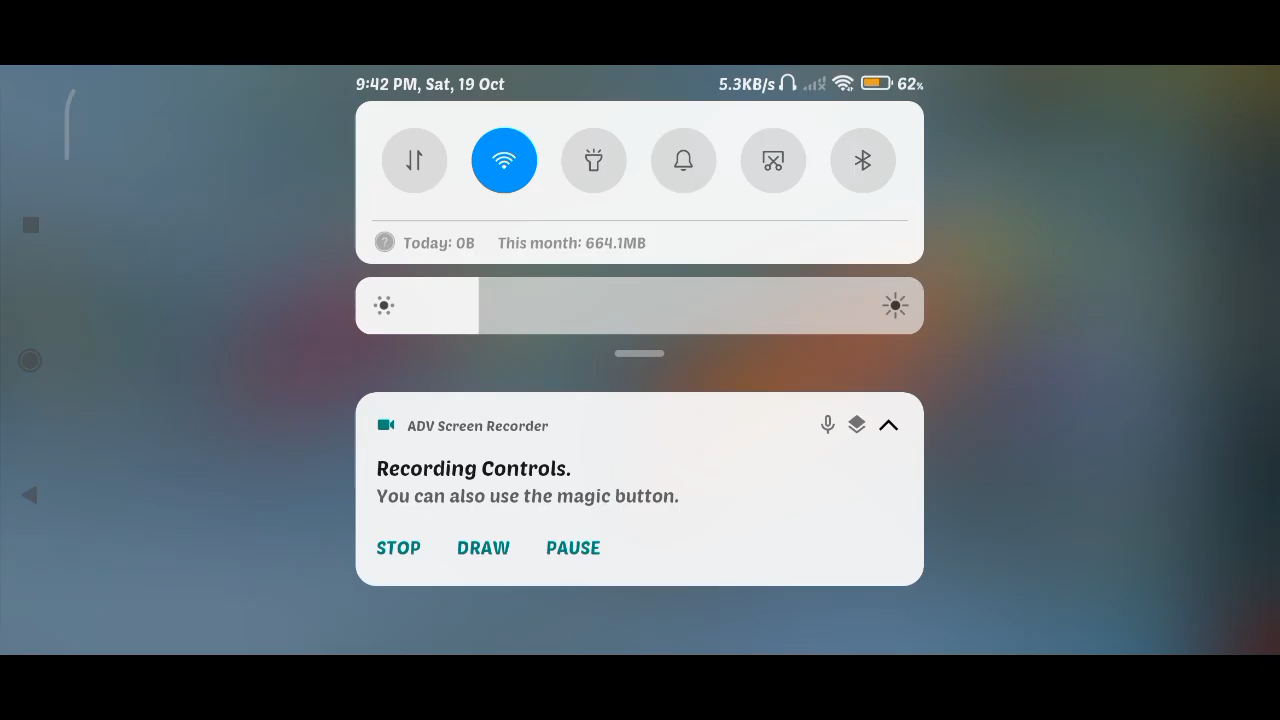 9:42 PM, Sat, 19 Oct 5.3KB/s 62%
Today: 0B This month: 664.1MB
ADV Screen Recorder
Recording Controls.
You can also use the magic button.
STOP DRAW PAUSE